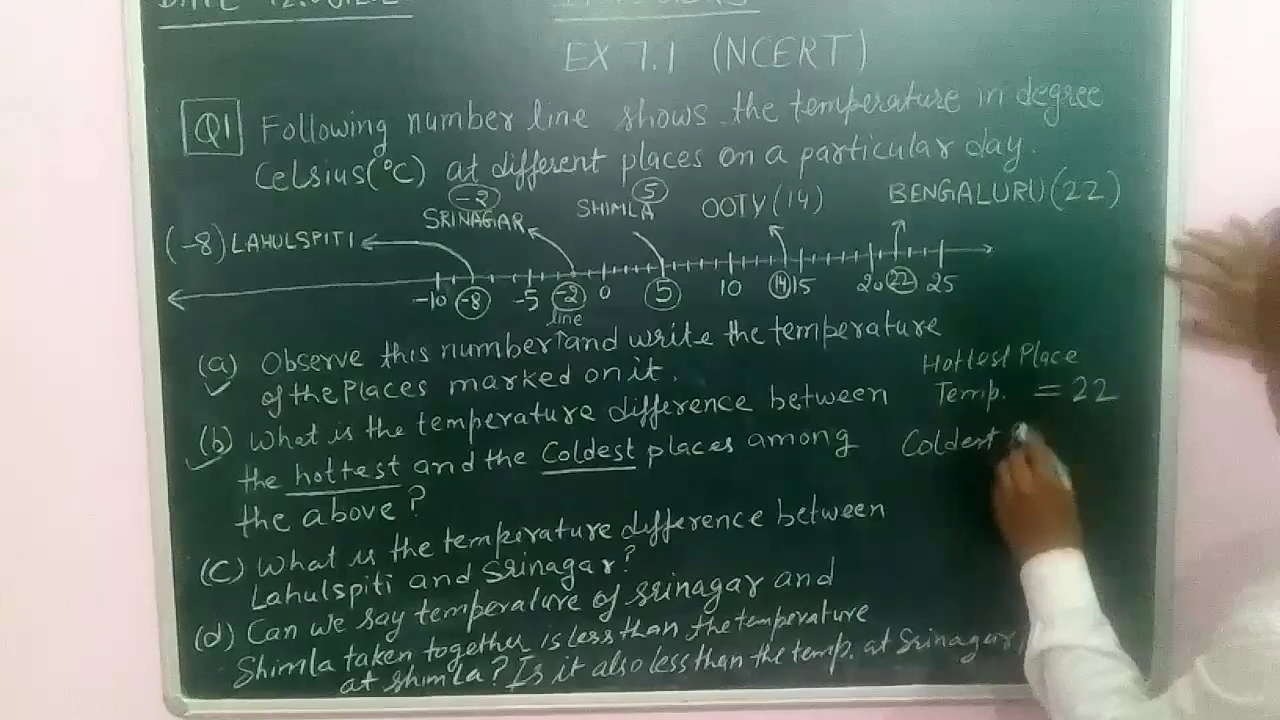 EX 7.1 (NCERT)
Q1 Following number line shows the temperature in degree
Celsius(°C) at different places on a particular day.
(-8) LAHULSPITI
-2
SRINAGAR
5
SHIMLA
OOTY (14)
BENGALURU (22)
-10 -8 -5 -2 0 5 10 14 15 20 22 25
line
(a) Observe this number and write the temperature
of the Places marked on it.
(b) What is the temperature difference between
the hottest and the Coldest places among
the above?
Hottest Place
Temp. = 22
Coldest
(C) What is the temperature difference between
Lahulspiti and Srinagar?
(d) Can we say temperature of srinagar and
Shimla taken together is less than the temperature
at shimla? Is it also less than the temp. at Srinagar